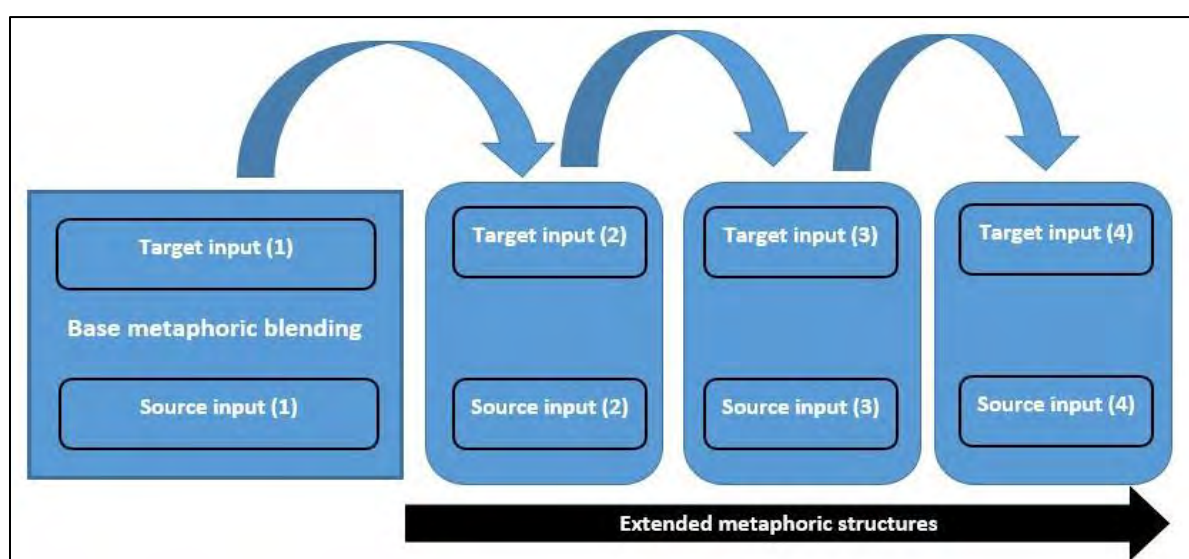 Target input (1)
Base metaphoric blending
Source input (1)
Target input (2)
Source input (2)
Target input (3)
Source input (3)
Target input (4)
Source input (4)
Extended metaphoric structures